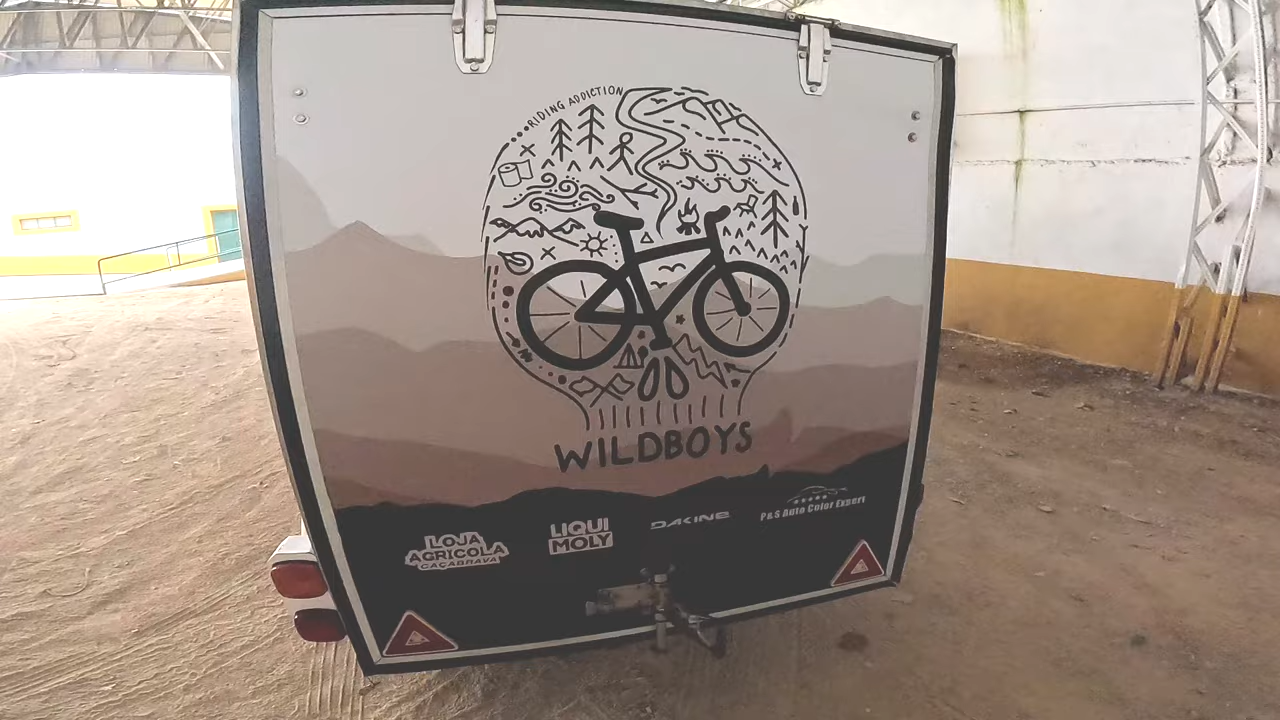 RIDING ADDICTION
WILDBOYS
LOJA
AGRICOLA
CAÇABRAVA
LIQUI
MOLY
DAKINE
P&S Auto Color Expert